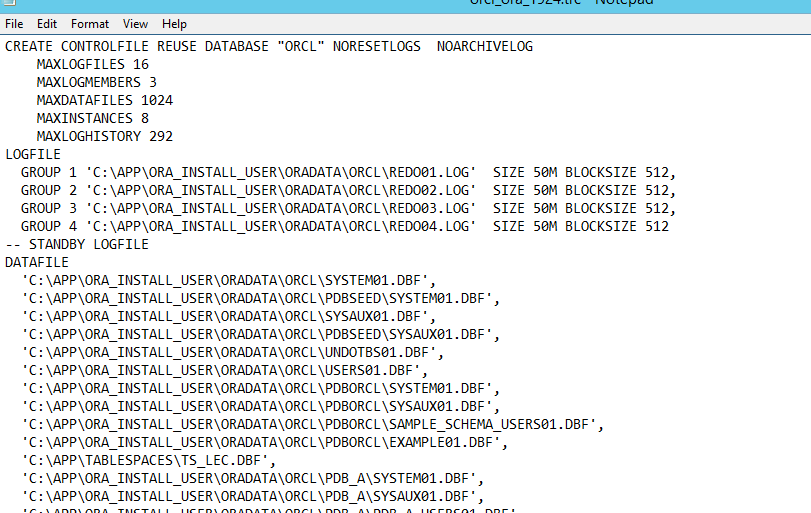 orcl_ora_1924.trc - Notepad
File Edit Format View Help
CREATE CONTROLFILE REUSE DATABASE "ORCL" NORESETLOGS  NOARCHIVELOG
    MAXLOGFILES 16
    MAXLOGMEMBERS 3
    MAXDATAFILES 1024
    MAXINSTANCES 8
    MAXLOGHISTORY 292
LOGFILE
  GROUP 1 'C:\APP\ORA_INSTALL_USER\ORADATA\ORCL\REDO01.LOG'  SIZE 50M BLOCKSIZE 512,
  GROUP 2 'C:\APP\ORA_INSTALL_USER\ORADATA\ORCL\REDO02.LOG'  SIZE 50M BLOCKSIZE 512,
  GROUP 3 'C:\APP\ORA_INSTALL_USER\ORADATA\ORCL\REDO03.LOG'  SIZE 50M BLOCKSIZE 512,
  GROUP 4 'C:\APP\ORA_INSTALL_USER\ORADATA\ORCL\REDO04.LOG'  SIZE 50M BLOCKSIZE 512
-- STANDBY LOGFILE
DATAFILE
  'C:\APP\ORA_INSTALL_USER\ORADATA\ORCL\SYSTEM01.DBF',
  'C:\APP\ORA_INSTALL_USER\ORADATA\ORCL\PDBSEED\SYSTEM01.DBF',
  'C:\APP\ORA_INSTALL_USER\ORADATA\ORCL\SYSAUX01.DBF',
  'C:\APP\ORA_INSTALL_USER\ORADATA\ORCL\PDBSEED\SYSAUX01.DBF',
  'C:\APP\ORA_INSTALL_USER\ORADATA\ORCL\UNDOTBS01.DBF',
  'C:\APP\ORA_INSTALL_USER\ORADATA\ORCL\USERS01.DBF',
  'C:\APP\ORA_INSTALL_USER\ORADATA\ORCL\PDBORCL\SYSTEM01.DBF',
  'C:\APP\ORA_INSTALL_USER\ORADATA\ORCL\PDBORCL\SYSAUX01.DBF',
  'C:\APP\ORA_INSTALL_USER\ORADATA\ORCL\PDBORCL\SAMPLE_SCHEMA_USERS01.DBF',
  'C:\APP\ORA_INSTALL_USER\ORADATA\ORCL\PDBORCL\EXAMPLE01.DBF',
  'C:\APP\TABLESPACES\TS_LEC.DBF',
  'C:\APP\ORA_INSTALL_USER\ORADATA\ORCL\PDB_A\SYSTEM01.DBF',
  'C:\APP\ORA_INSTALL_USER\ORADATA\ORCL\PDB_A\SYSAUX01.DBF',
  'C:\APP\ORA_INSTALL_USER\ORADATA\ORCL\PDB_A\PDB_A_USERS01.DBF'